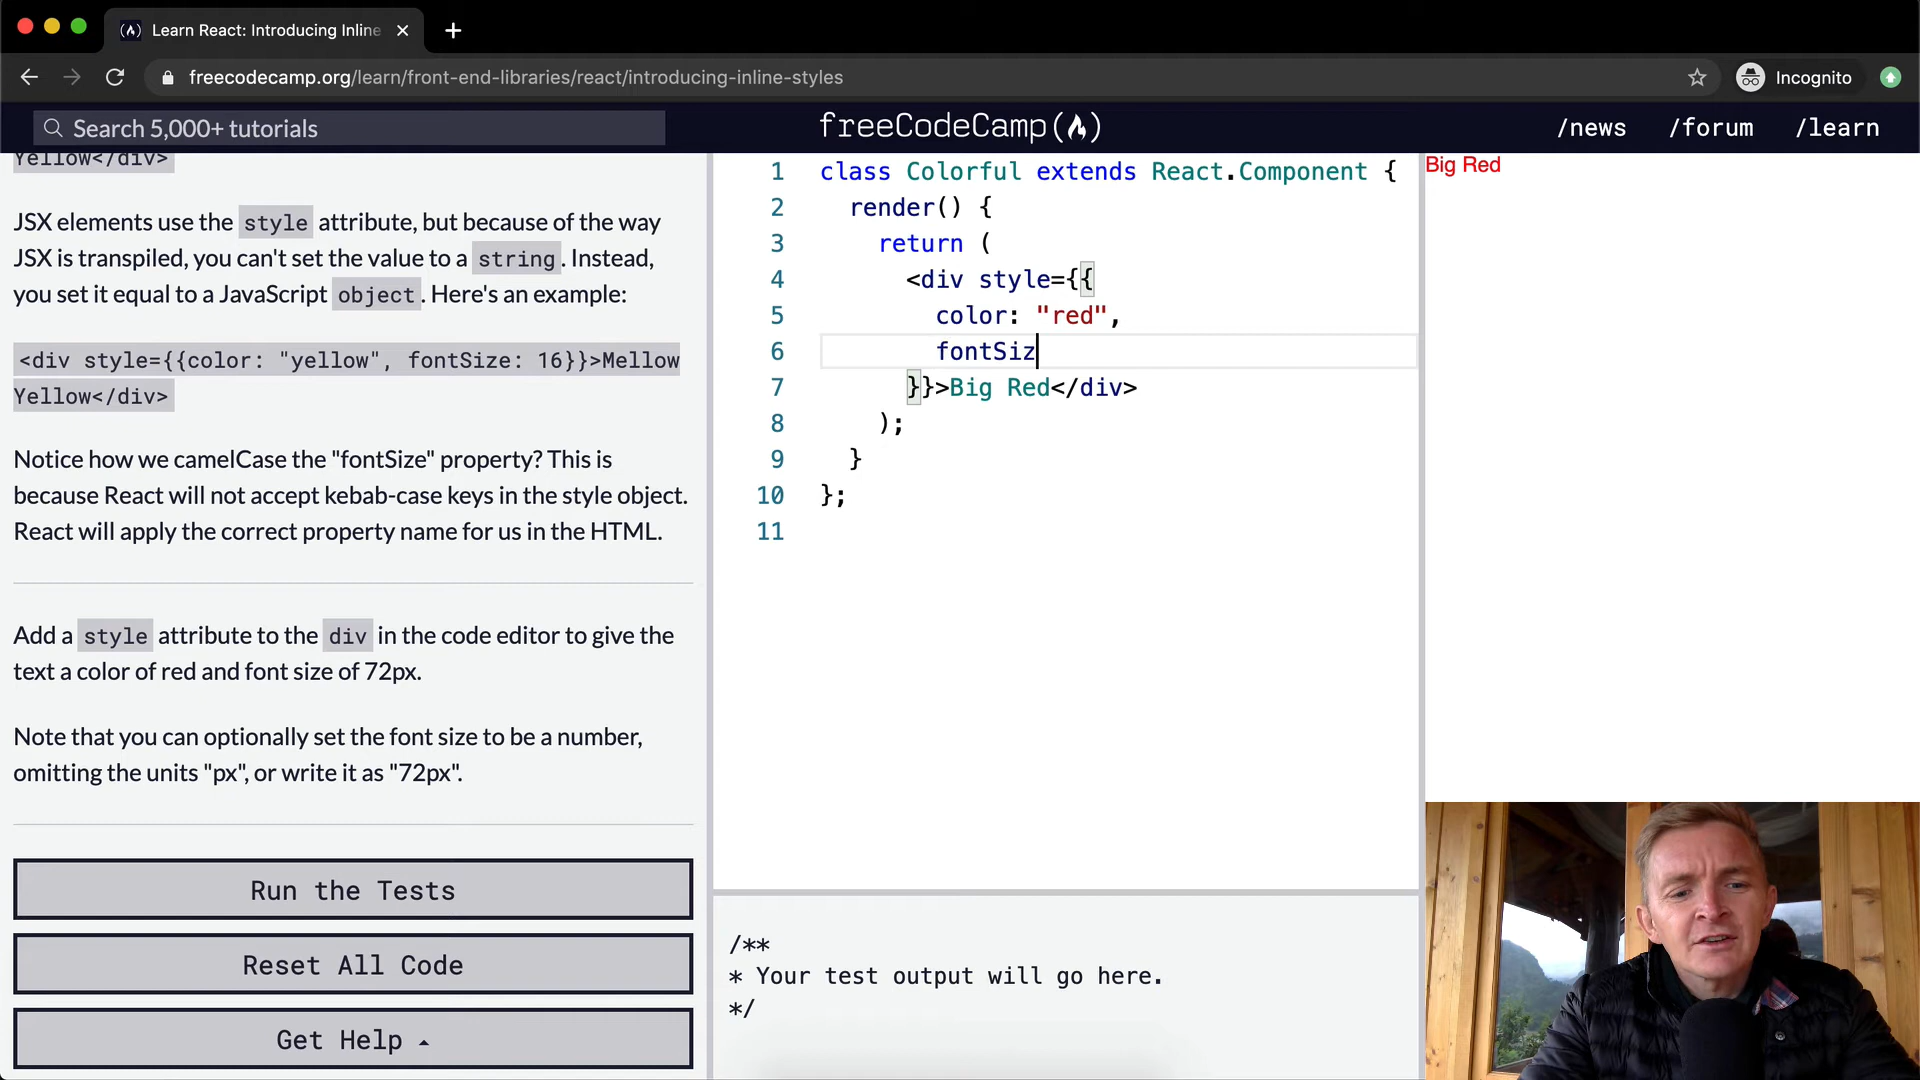 Learn React: Introducing Inline
freecodecamp.org/learn/front-end-libraries/react/introducing-inline-styles
Incognito
Search 5,000+ tutorials
freeCodeCamp
/news /forum /learn
Yellow</div>
JSX elements use the style attribute, but because of the way
JSX is transpiled, you can't set the value to a string. Instead,
you set it equal to a JavaScript object. Here's an example:
<div style={{color: "yellow", fontSize: 16}}>Mellow
Yellow</div>
Notice how we camelCase the "fontSize" property? This is
because React will not accept kebab-case keys in the style object.
React will apply the correct property name for us in the HTML.
Add a style attribute to the div in the code editor to give the
text a color of red and font size of 72px.
Note that you can optionally set the font size to be a number,
omitting the units "px", or write it as "72px".
Run the Tests
Reset All Code
Get Help
1 class Colorful extends React.Component {
2 render() {
3 return (
4 <div style={{
5 color: "red",
6 fontSiz
7 }}>Big Red</div>
8 );
9 }
10 };
11
/**
* Your test output will go here.
*/
Big Red